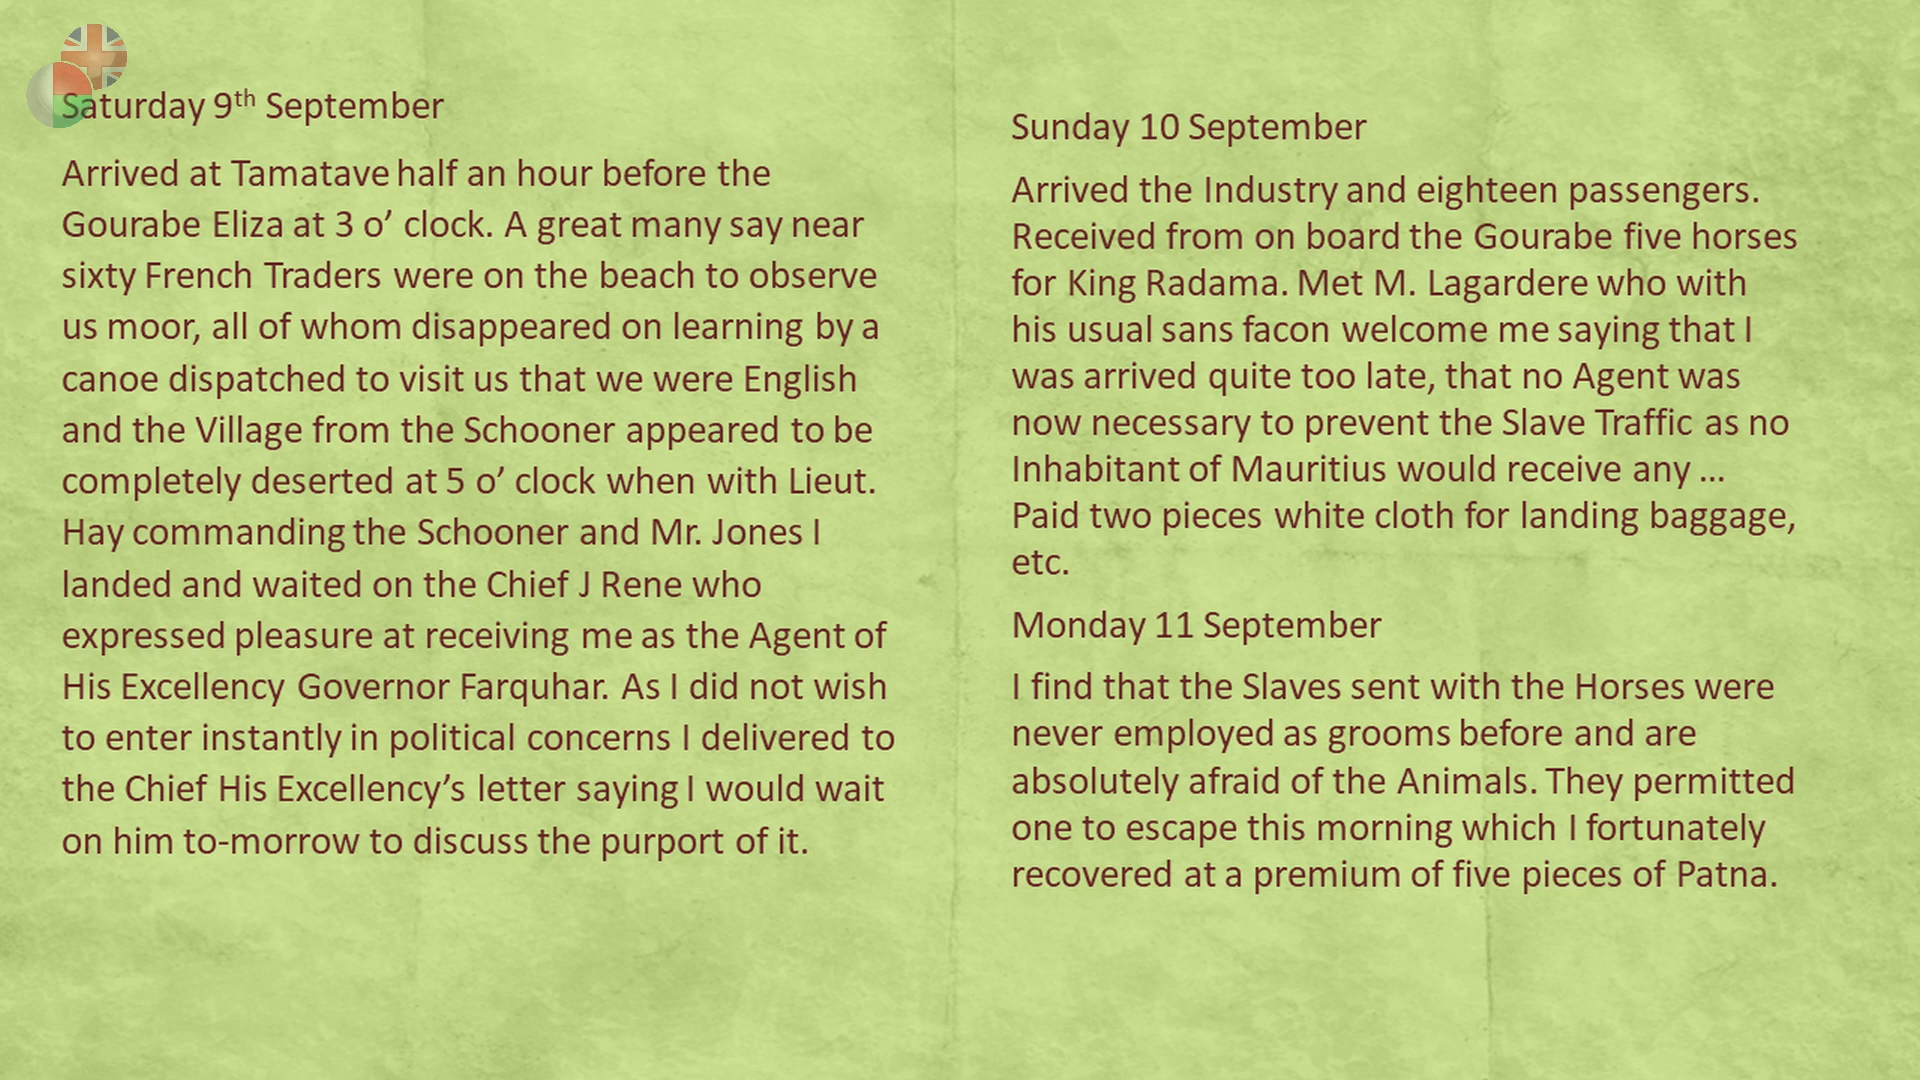 Saturday 9th September
Arrived at Tamatave half an hour before the
Gourabe Eliza at 3 o’ clock. A great many say near
sixty French Traders were on the beach to observe
us moor, all of whom disappeared on learning by a
canoe dispatched to visit us that we were English
and the Village from the Schooner appeared to be
completely deserted at 5 o’ clock when with Lieut.
Hay commanding the Schooner and Mr. Jones I
landed and waited on the Chief J Rene who
expressed pleasure at receiving me as the Agent of
His Excellency Governor Farquhar. As I did not wish
to enter instantly in political concerns I delivered to
the Chief His Excellency’s letter saying I would wait
on him to-morrow to discuss the purport of it.
Sunday 10 September
Arrived the Industry and eighteen passengers.
Received from on board the Gourabe five horses
for King Radama. Met M. Lagardere who with
his usual sans facon welcome me saying that I
was arrived quite too late, that no Agent was
now necessary to prevent the Slave Traffic as no
Inhabitant of Mauritius would receive any ...
Paid two pieces white cloth for landing baggage,
etc.
Monday 11 September
I find that the Slaves sent with the Horses were
never employed as grooms before and are
absolutely afraid of the Animals. They permitted
one to escape this morning which I fortunately
recovered at a premium of five pieces of Patna.